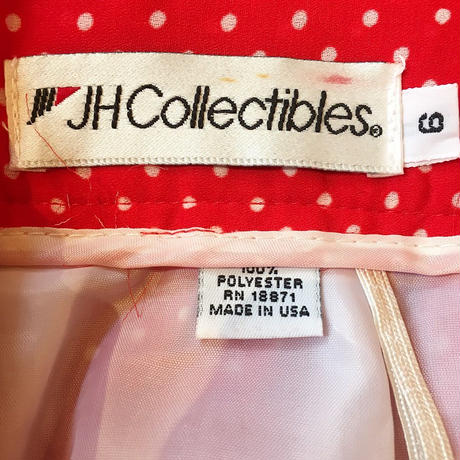 JHCollectibles®
6
100%
POLYESTER
RN 18871
MADE IN USA